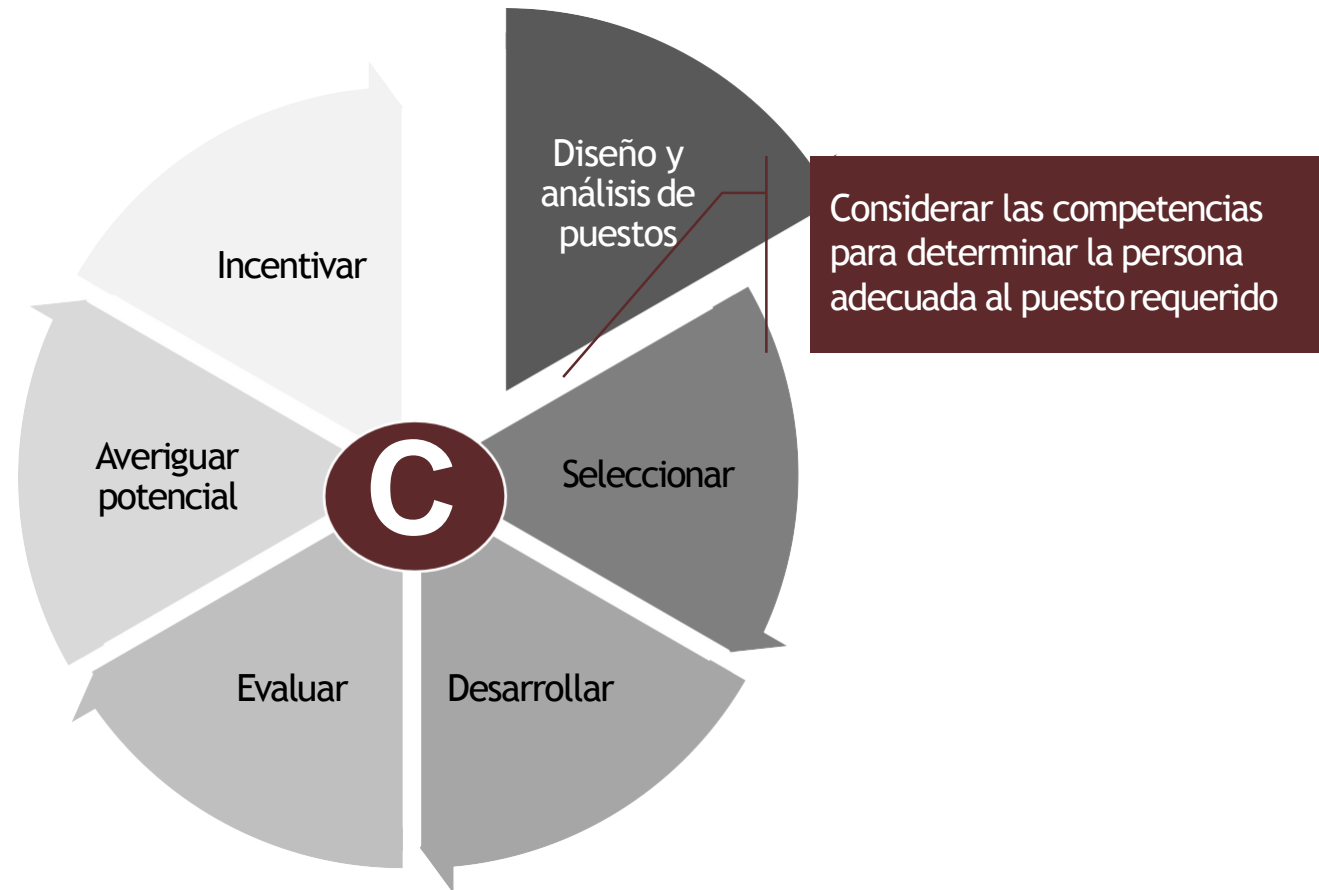 Diseño y
análisis de
puestos
Considerar las competencias
para determinar la persona
adecuada al puesto requerido
Seleccionar
Desarrollar
Evaluar
Averiguar
potencial
Incentivar
C